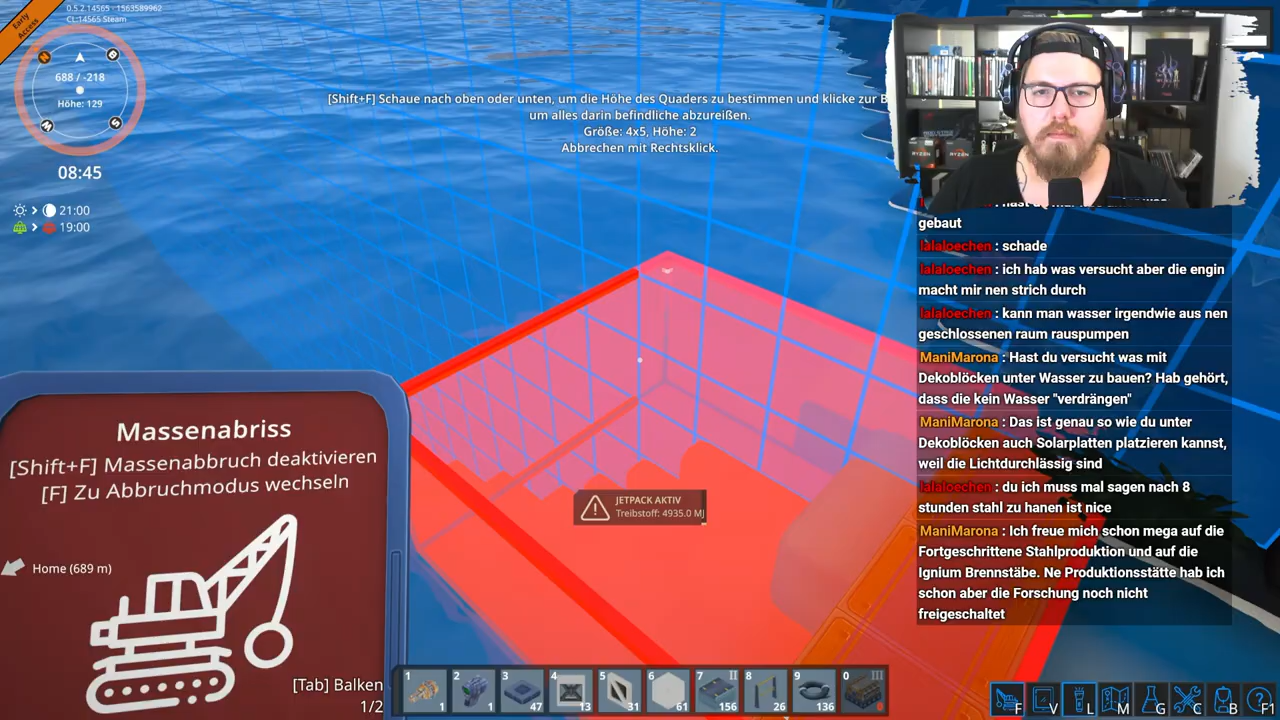 Early Access
0.5.2.14565 - 1563589962
CL:14565 Steam
688 / -218
Höhe: 129
08:45
21:00
19:00
[Shift+F] Schaue nach oben oder unten, um die Höhe des Quaders zu bestimmen und klicke zur B
um alles darin befindliche abzureißen.
Größe: 4x5, Höhe: 2
Abbrechen mit Rechtsklick.
RYZEN RYZEN
gebaut
lalaloechen : schade
lalaloechen : ich hab was versucht aber die engin
macht mir nen strich durch
lalaloechen : kann man wasser irgendwie aus nen
geschlossenen raum rauspumpen
ManiMarona : Hast du versucht was mit
Dekoblöcken unter Wasser zu bauen? Hab gehört,
dass die kein Wasser "verdrängen"
ManiMarona : Das ist genau so wie du unter
Dekoblöcken auch Solarplatten platzieren kannst,
weil die Lichtdurchlässig sind
lalaloechen : du ich muss mal sagen nach 8
stunden stahl zu hanen ist nice
ManiMarona : Ich freue mich schon mega auf die
Fortgeschrittene Stahlproduktion und auf die
Ignium Brennstäbe. Ne Produktionsstätte hab ich
schon aber die Forschung noch nicht
freigeschaltet
Massenabriss
[Shift+F] Massenabbruch deaktivieren
[F] Zu Abbruchmodus wechseln
Home (689 m)
[Tab] Balken
1/2
JETPACK AKTIV
Treibstoff: 4935.0 MJ
1 2 3 4 5 6 7 II 8 9 0 III
1 1 47 13 31 61 156 26 136 0
F V L M G C B F1